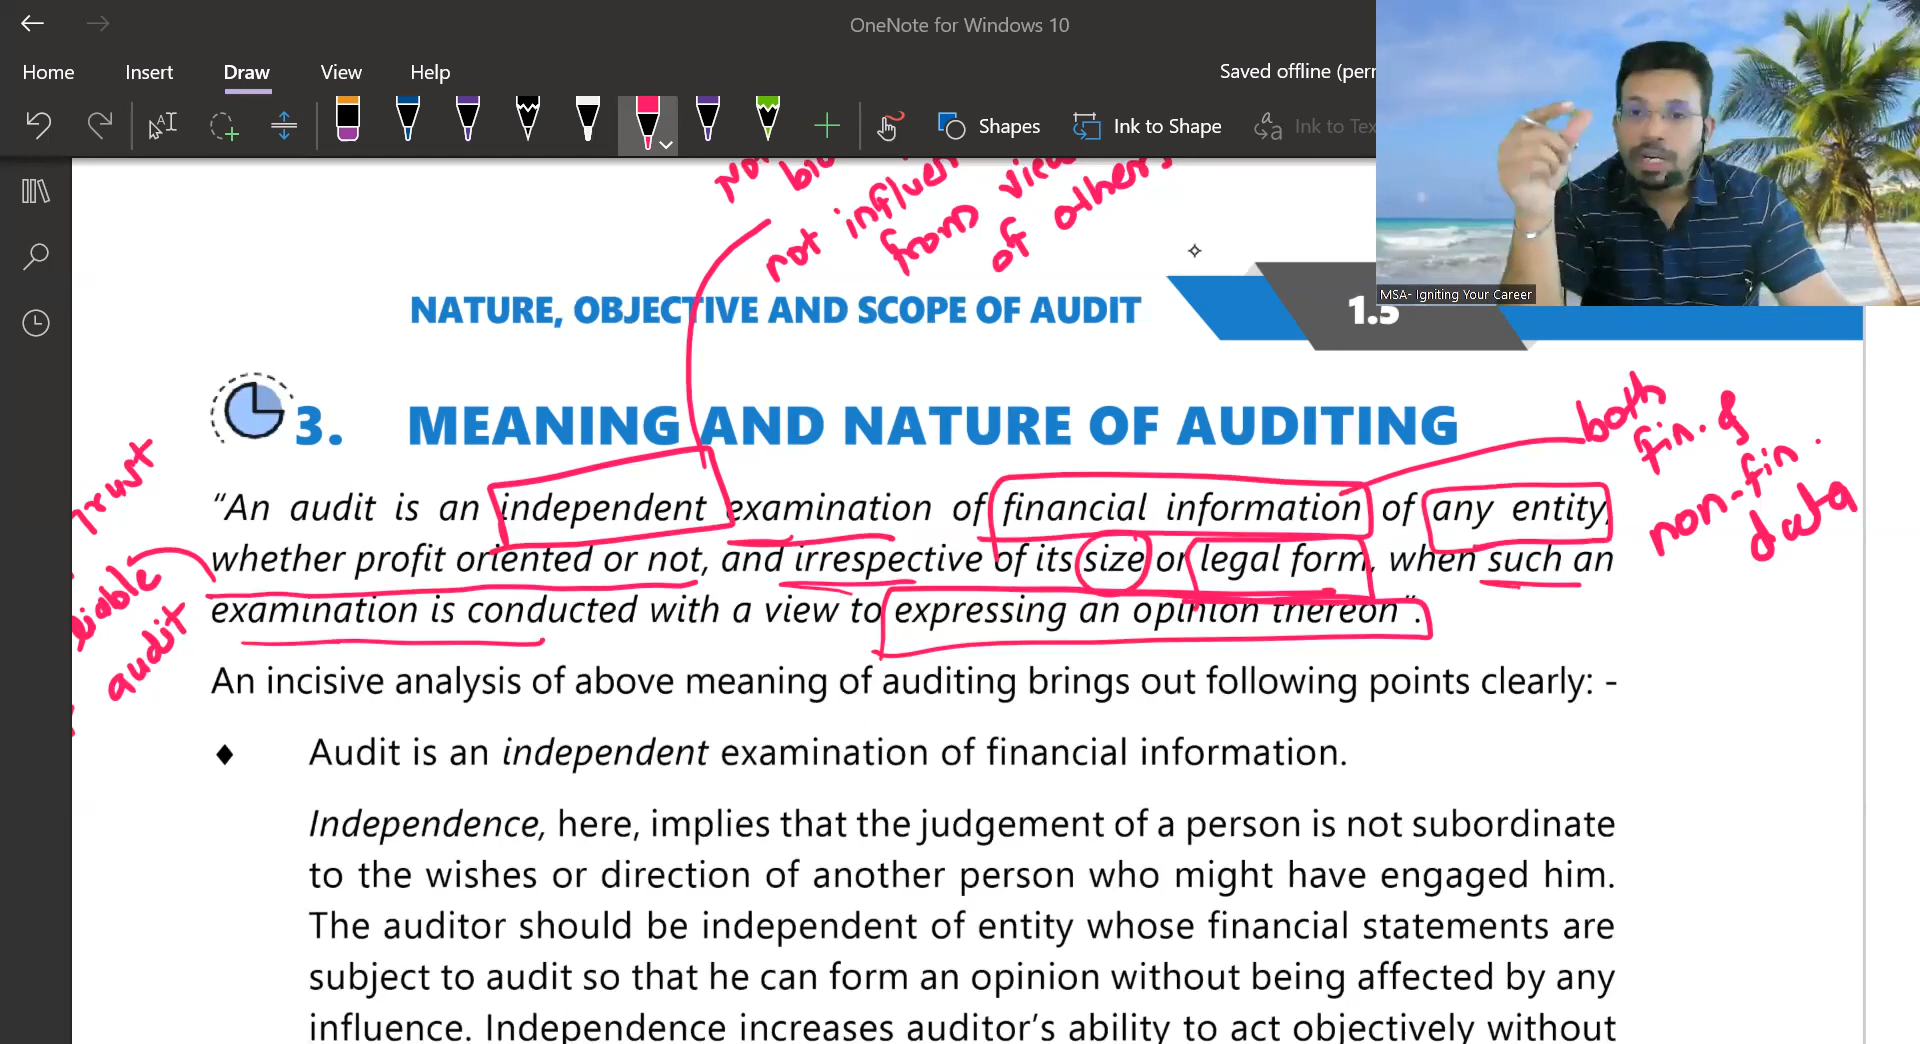 OneNote for Windows 10
Home Insert Draw View Help
Saved offline
Shapes Ink to Shape Ink to
MSA- Igniting Your Career
not
from view
of others
NATURE, OBJECTIVE AND SCOPE OF AUDIT 1.5
3. MEANING AND NATURE OF AUDITING
both
fin. &
non-fin.
data
Trust
audit
“An audit is an independent examination of financial information of any entity,
whether profit oriented or not, and irrespective of its size or legal form, when such an
examination is conducted with a view to expressing an opinion thereon”.
An incisive analysis of above meaning of auditing brings out following points clearly: -
♦ Audit is an independent examination of financial information.
Independence, here, implies that the judgement of a person is not subordinate
to the wishes or direction of another person who might have engaged him.
The auditor should be independent of entity whose financial statements are
subject to audit so that he can form an opinion without being affected by any
influence. Independence increases auditor’s ability to act objectively without